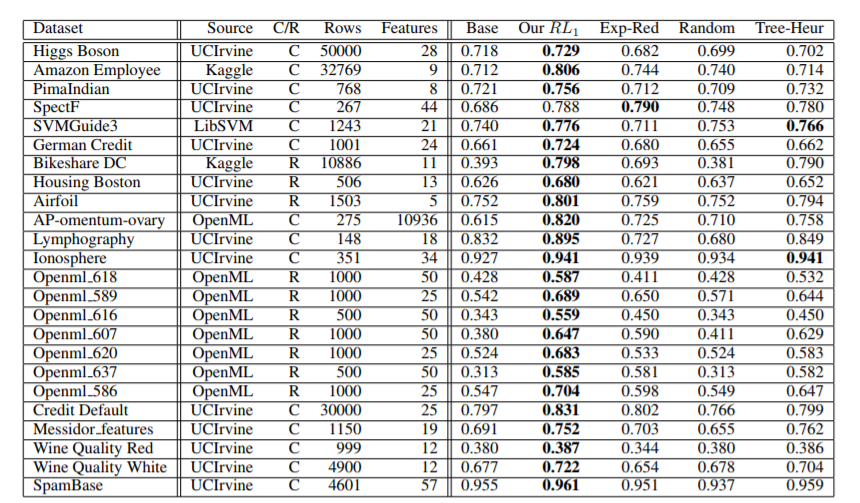 Dataset Source C/R Rows Features Base Our RL1 Exp-Red Random Tree-Heur
Higgs Boson UCIrvine C 50000 28 0.718 0.729 0.682 0.699 0.702
Amazon Employee Kaggle C 32769 9 0.712 0.806 0.744 0.740 0.714
PimaIndian UCIrvine C 768 8 0.721 0.756 0.712 0.709 0.732
SpectF UCIrvine C 267 44 0.686 0.788 0.790 0.748 0.780
SVMGuide3 LibSVM C 1243 21 0.740 0.776 0.711 0.753 0.766
German Credit UCIrvine C 1001 24 0.661 0.724 0.680 0.655 0.662
Bikeshare DC Kaggle R 10886 11 0.393 0.798 0.693 0.381 0.790
Housing Boston UCIrvine R 506 13 0.626 0.680 0.621 0.637 0.652
Airfoil UCIrvine R 1503 5 0.752 0.801 0.759 0.752 0.794
AP-omentum-ovary OpenML C 275 10936 0.615 0.820 0.725 0.710 0.758
Lymphography UCIrvine C 148 18 0.832 0.895 0.727 0.680 0.849
Ionosphere UCIrvine C 351 34 0.927 0.941 0.939 0.934 0.941
Openml_618 OpenML R 1000 50 0.428 0.587 0.411 0.428 0.532
Openml_589 OpenML R 1000 25 0.542 0.689 0.650 0.571 0.644
Openml_616 OpenML R 500 50 0.343 0.559 0.450 0.343 0.450
Openml_607 OpenML R 1000 50 0.380 0.647 0.590 0.411 0.629
Openml_620 OpenML R 1000 25 0.524 0.683 0.533 0.524 0.583
Openml_637 OpenML R 500 50 0.313 0.585 0.581 0.313 0.582
Openml_586 OpenML R 1000 25 0.547 0.704 0.598 0.549 0.647
Credit Default UCIrvine C 30000 25 0.797 0.831 0.802 0.766 0.799
Messidor_features UCIrvine C 1150 19 0.691 0.752 0.703 0.655 0.762
Wine Quality Red UCIrvine C 999 12 0.380 0.387 0.344 0.380 0.386
Wine Quality White UCIrvine C 4900 12 0.677 0.722 0.654 0.678 0.704
SpamBase UCIrvine C 4601 57 0.955 0.961 0.951 0.937 0.959